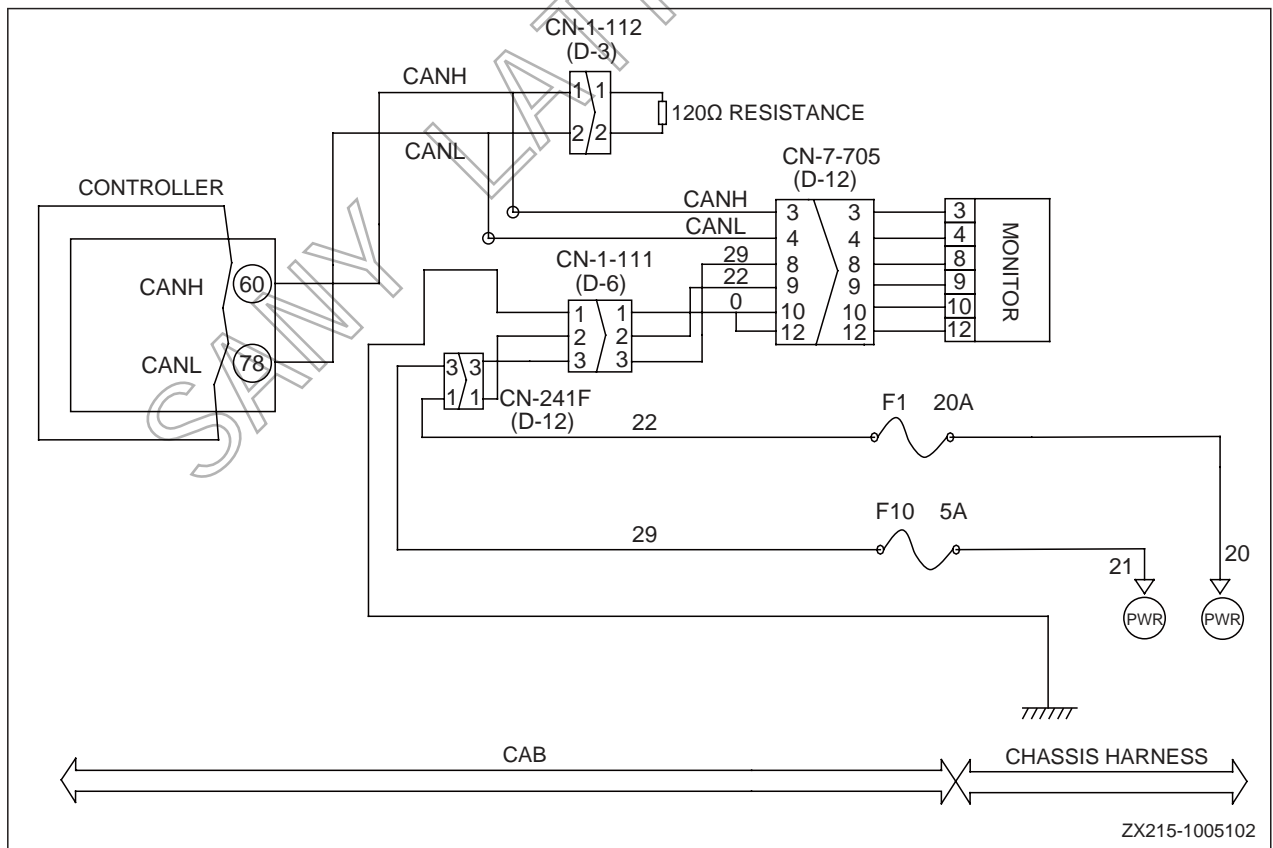 CN-1-112
(D-3)
CANH
1 1
120Ω RESISTANCE
2 2
CANL
CN-7-705
(D-12)
CONTROLLER
CANH
3 3 3
CANL
4 4 4
29
8 8 8
22
9 9 9
0
10 10 10
12 12 12
MONITOR
CN-1-111
(D-6)
1 1
2 2
3 3
CANH 60
CANL 78
3 3
1 1
CN-241F
(D-12)
22
F1 20A
F10 5A
29
21
20
PWR
PWR
CAB
CHASSIS HARNESS
ZX215-1005102
SANY LAT